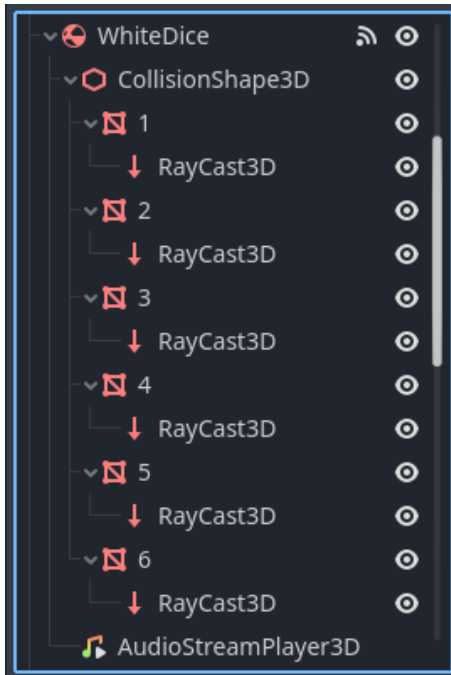 WhiteDice
CollisionShape3D
1
RayCast3D
2
RayCast3D
3
RayCast3D
4
RayCast3D
5
RayCast3D
6
RayCast3D
AudioStreamPlayer3D